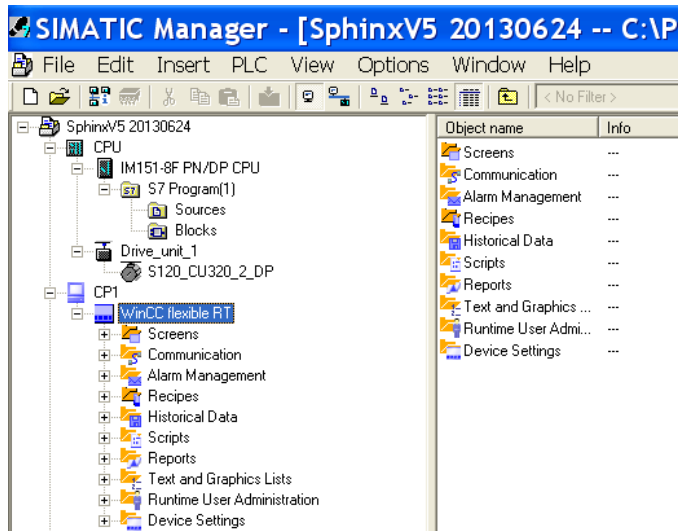 SIMATIC Manager - [SphinxV5 20130624 -- C:\P
File Edit Insert PLC View Options Window Help
< No Filter >
SphinxV5 20130624
CPU
IM151-8F PN/DP CPU
S7 Program(1)
Sources
Blocks
Drive_unit_1
S120_CU320_2_DP
CP1
WinCC flexible RT
Screens
Communication
Alarm Management
Recipes
Historical Data
Scripts
Reports
Text and Graphics Lists
Runtime User Administration
Device Settings
Object name Info
Screens ---
Communication ---
Alarm Management ---
Recipes ---
Historical Data ---
Scripts ---
Reports ---
Text and Graphics ... ---
Runtime User Admi... ---
Device Settings ---